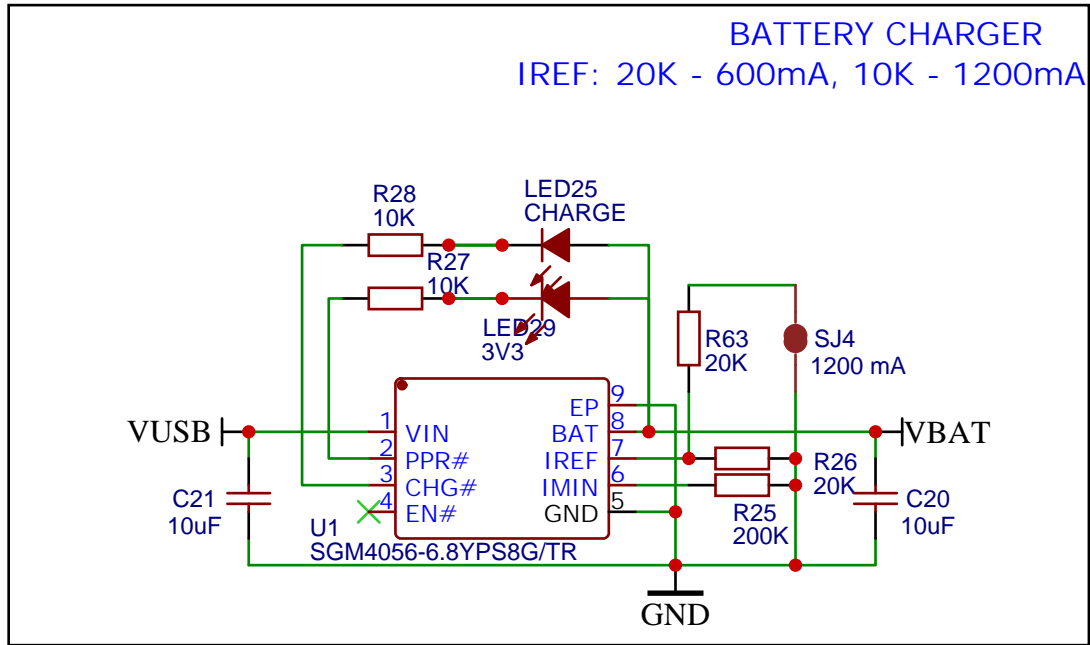 BATTERY CHARGER
IREF: 20K - 600mA, 10K - 1200mA
R28
10K
LED25
CHARGE
R27
10K
LED29
3V3
R63
20K
SJ4
1200 mA
VUSB
1 VIN
2 PPR#
3 CHG#
4 EN#
EP 9
BAT 8
IREF 7
IMIN 6
GND 5
VBAT
C21
10uF
U1
SGM4056-6.8YPS8G/TR
R26
20K
R25
200K
C20
10uF
GND